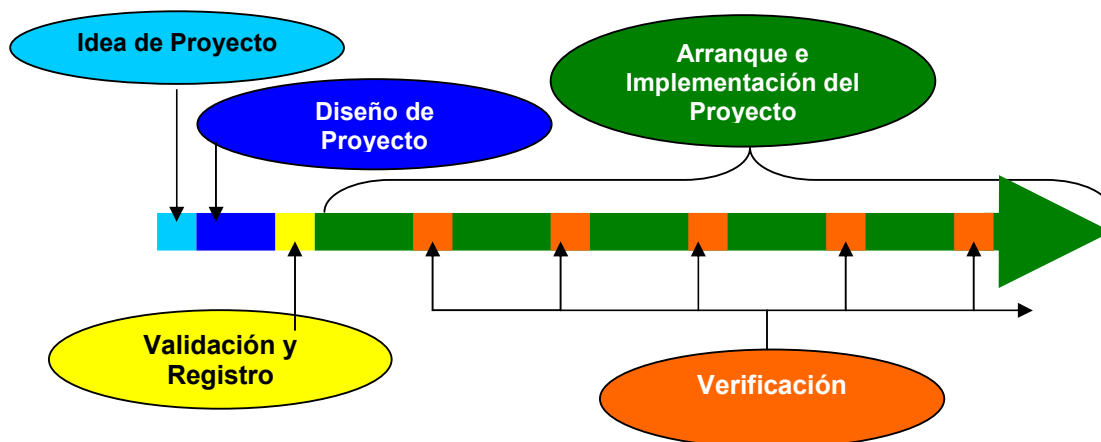 Idea de Proyecto
Arranque e
Implementación del
Proyecto
Diseño de
Proyecto
Validación y
Registro
Verificación